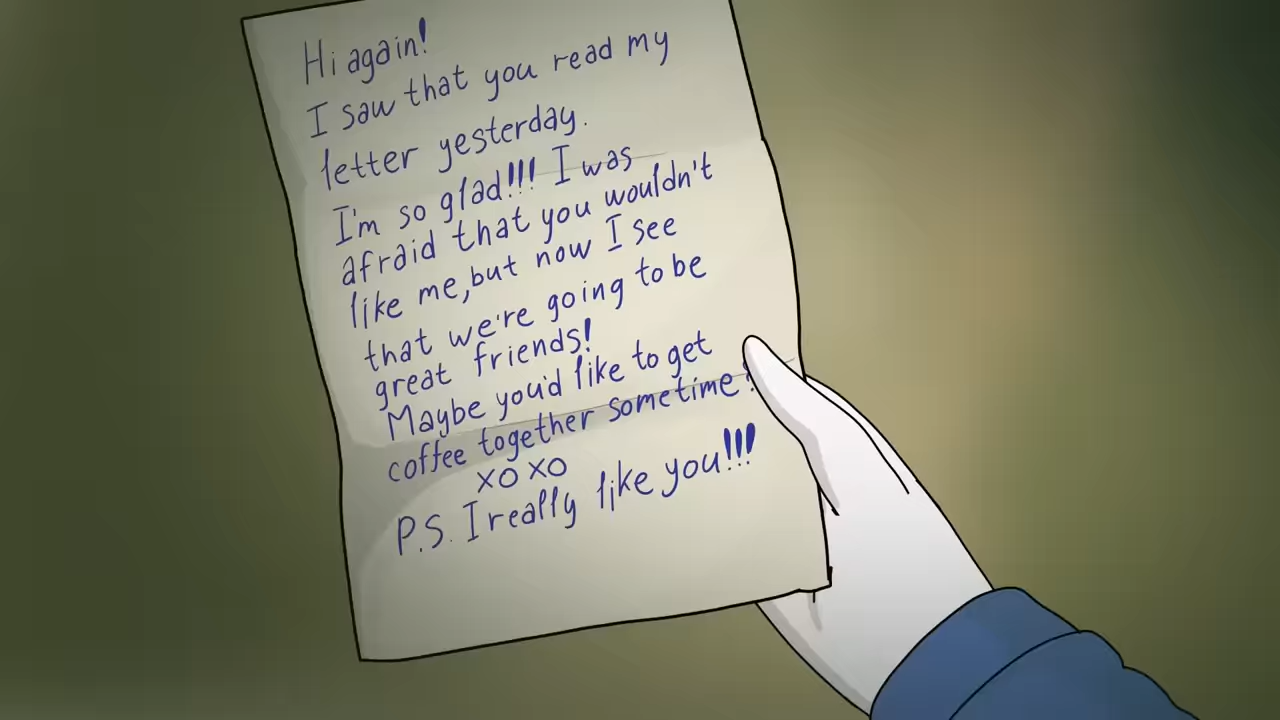 Hi again!
I saw that you read my
letter yesterday.
I'm so glad!!! I was
afraid that you wouldn't
like me, but now I see
that we're going to be
great friends!
Maybe you'd like to get
coffee together sometime?
XO XO
P.S. I really like you!!!